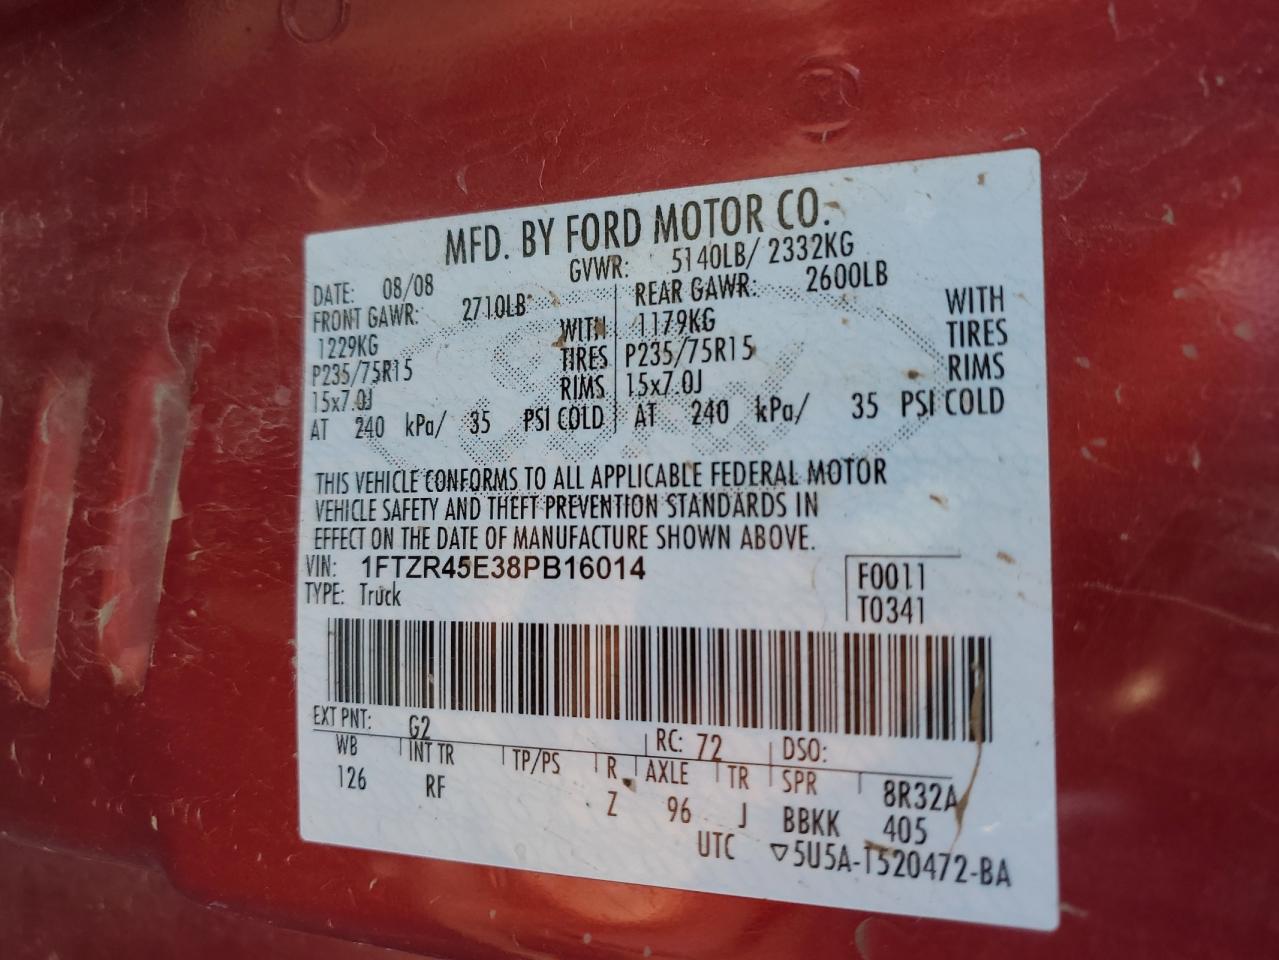 MFD. BY FORD MOTOR CO.
DATE: 08/08 GVWR: 5140LB/ 2332KG
FRONT GAWR: 2710LB REAR GAWR: 2600LB
1229KG WITH 1179KG WITH
P235/75R15 TIRES P235/75R15 TIRES
15x7.0J RIMS 15x7.0J RIMS
AT 240 kPa/ 35 PSI COLD AT 240 kPa/ 35 PSI COLD
THIS VEHICLE CONFORMS TO ALL APPLICABLE FEDERAL MOTOR
VEHICLE SAFETY AND THEFT PREVENTION STANDARDS IN
EFFECT ON THE DATE OF MANUFACTURE SHOWN ABOVE.
VIN: 1FTZR45E38PB16014 F0011
TYPE: Truck T0341
EXT PNT: G2 RC: 72 DSO:
WB INT TR TP/PS R AXLE TR SPR 8R32A
126 RF Z 96 J BBKK 405
UTC ▽5U5A-1520472-BA